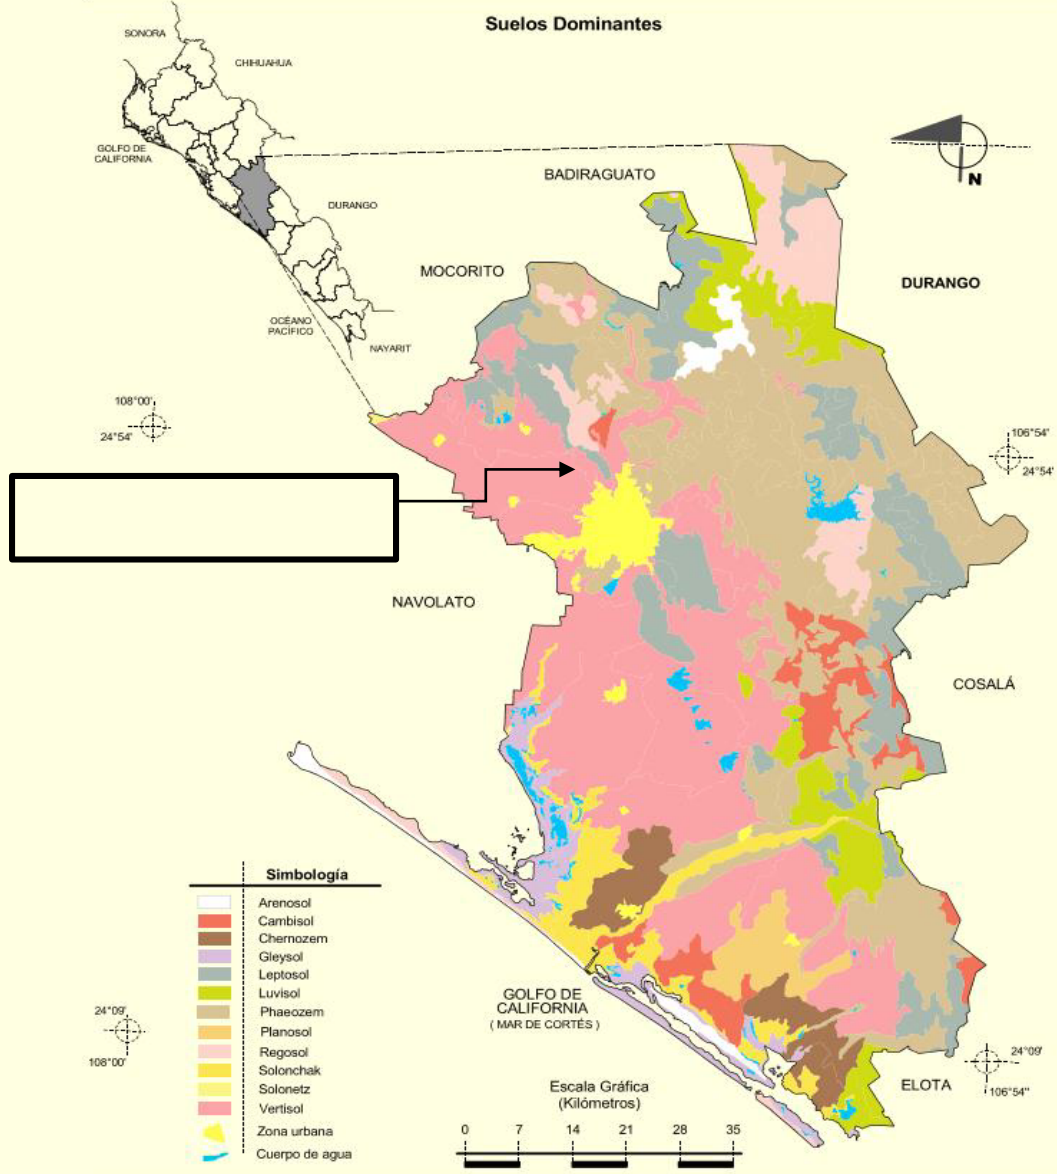 Suelos Dominantes
SONORA
CHIHUAHUA
GOLFO DE
CALIFORNIA
DURANGO
OCÉANO
PACÍFICO
NAYARIT
BADIRAGUATO
N
MOCORITO
DURANGO
108°00'
24°54'
106°54'
24°54'
NAVOLATO
COSALÁ
Simbología
Arenosol
Cambisol
Chernozem
Gleysol
Leptosol
Luvisol
Phaeozem
Planosol
Regosol
Solonchak
Solonetz
Vertisol
Zona urbana
Cuerpo de agua
24°09'
108°00'
GOLFO DE
CALIFORNIA
( MAR DE CORTÉS )
24°09'
106°54''
ELOTA
Escala Gráfica
(Kilómetros)
0 7 14 21 28 35